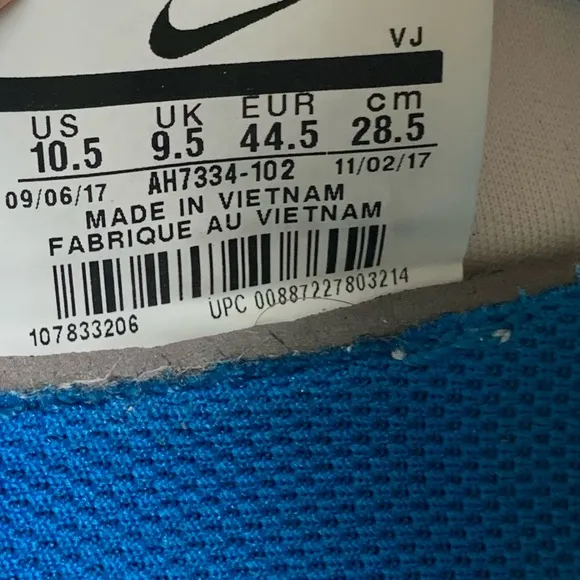 VJ
US UK EUR cm
10.5 9.5 44.5 28.5
09/06/17 AH7334-102 11/02/17
MADE IN VIETNAM
FABRIQUE AU VIETNAM
UPC 00887227803214
107833206